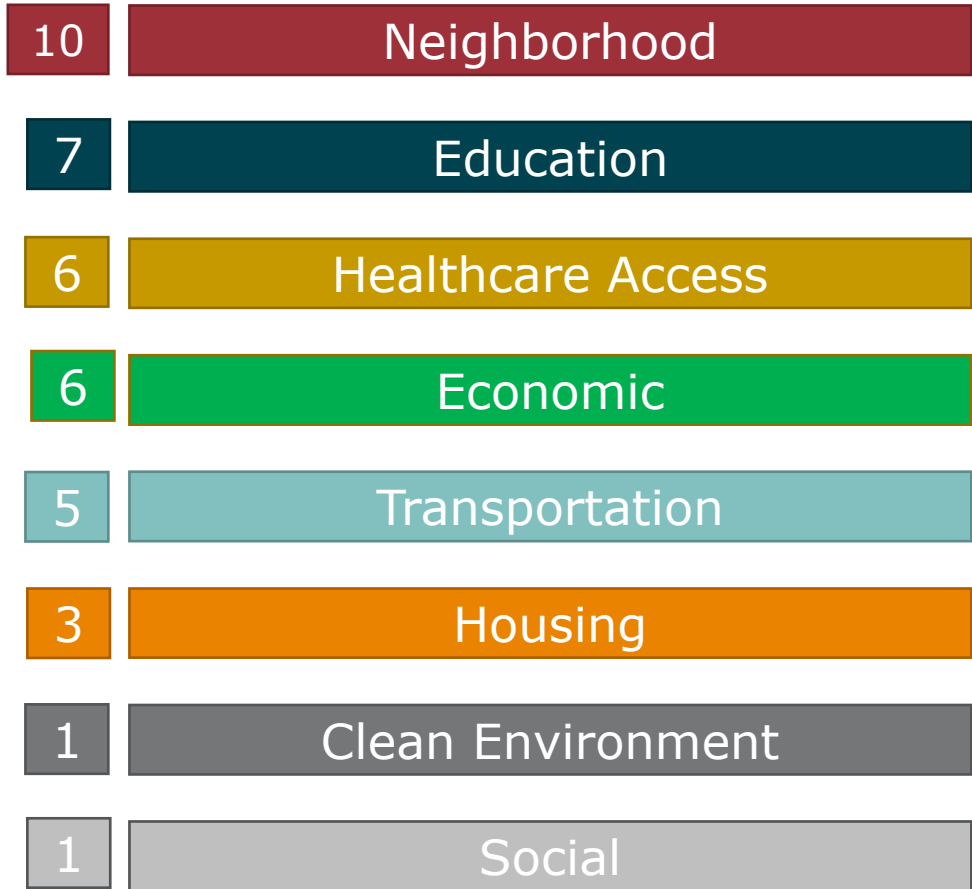 10 Neighborhood
7 Education
6 Healthcare Access
6 Economic
5 Transportation
3 Housing
1 Clean Environment
1 Social